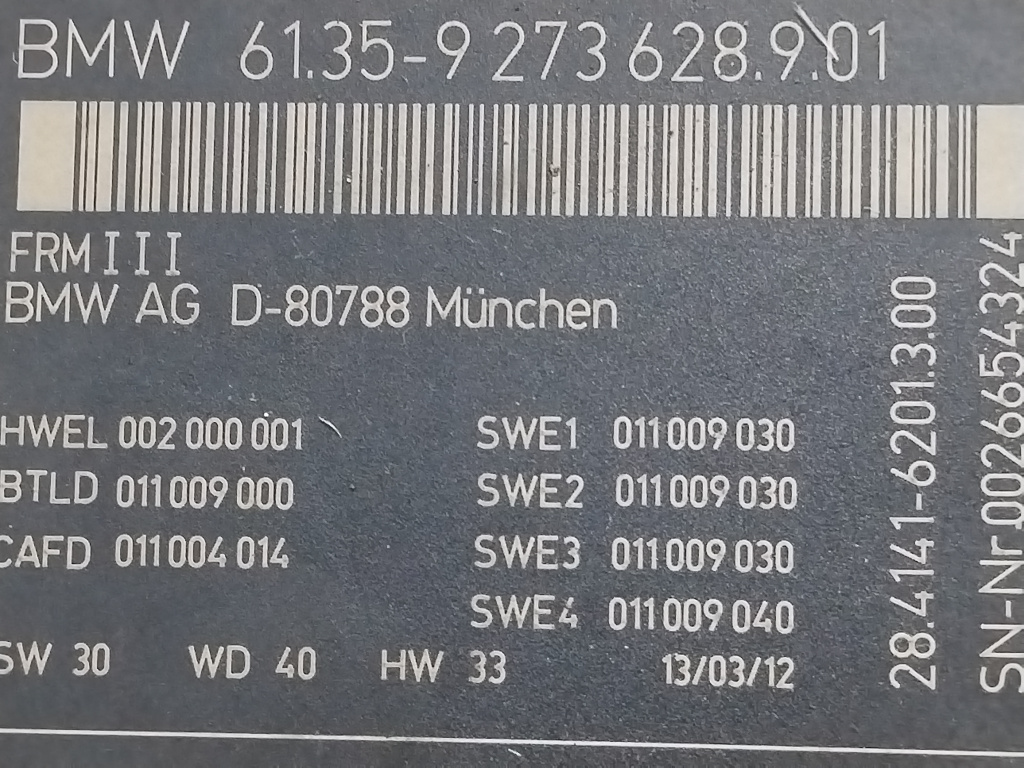 BMW 61.35-9 273 628.9.01
FRM III
BMW AG D-80788 München
HWEL 002 000 001 SWE1 011 009 030
BTLD 011 009 000 SWE2 011 009 030
CAFD 011 004 014 SWE3 011 009 030
SWE4 011 009 040
SW 30 WD 40 HW 33 13/03/12
28.4141-6201.3.00
SN-Nr 0026654324